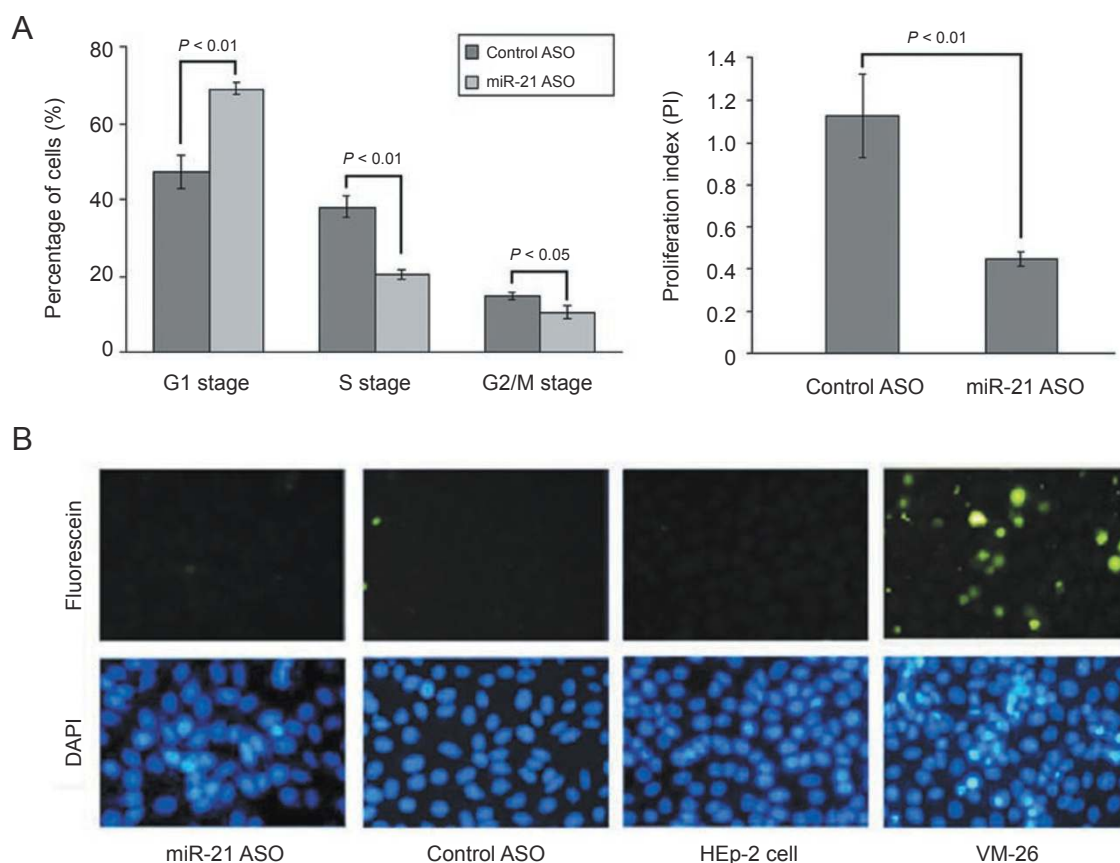 A
Percentage of cells (%)
80
60
40
20
0
P < 0.01
P < 0.01
P < 0.05
Control ASO
miR-21 ASO
G1 stage
S stage
G2/M stage
Proliferation index (PI)
1.4
1.2
1.0
0.8
0.6
0.4
0.2
0
P < 0.01
Control ASO
miR-21 ASO
B
Fluorescein
DAPI
miR-21 ASO
Control ASO
HEp-2 cell
VM-26